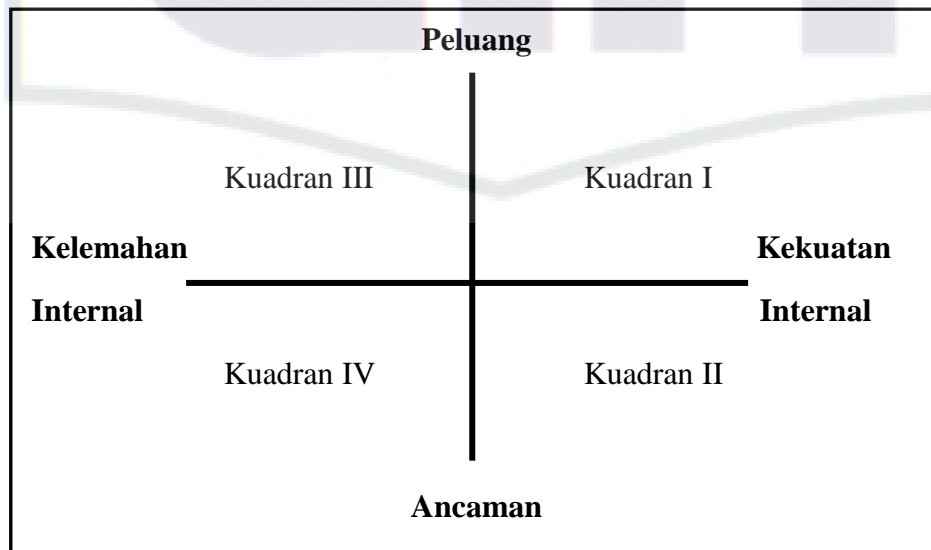 Peluang
Kuadran III
Kuadran I
Kelemahan
Internal
Kekuatan
Internal
Kuadran IV
Kuadran II
Ancaman